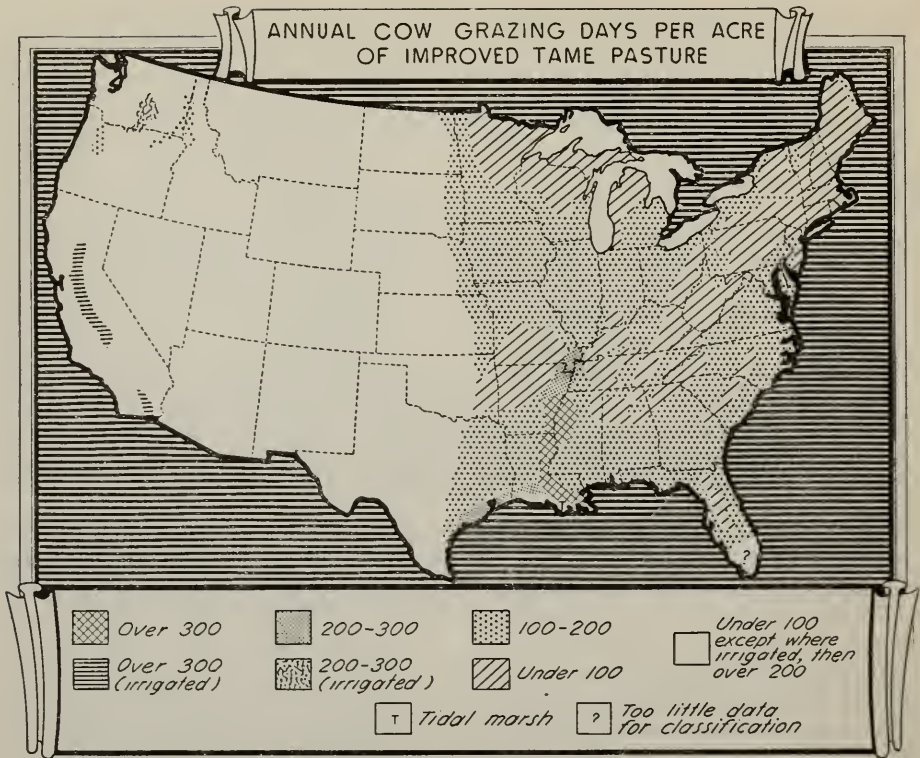 ANNUAL COW GRAZING DAYS PER ACRE
OF IMPROVED TAME PASTURE
?
Over 300
200-300
100-200
Under 100
except where
irrigated, then
over 200
Over 300
(irrigated)
200-300
(irrigated)
Under 100
T
Tidal marsh
?
Too little data
for classification